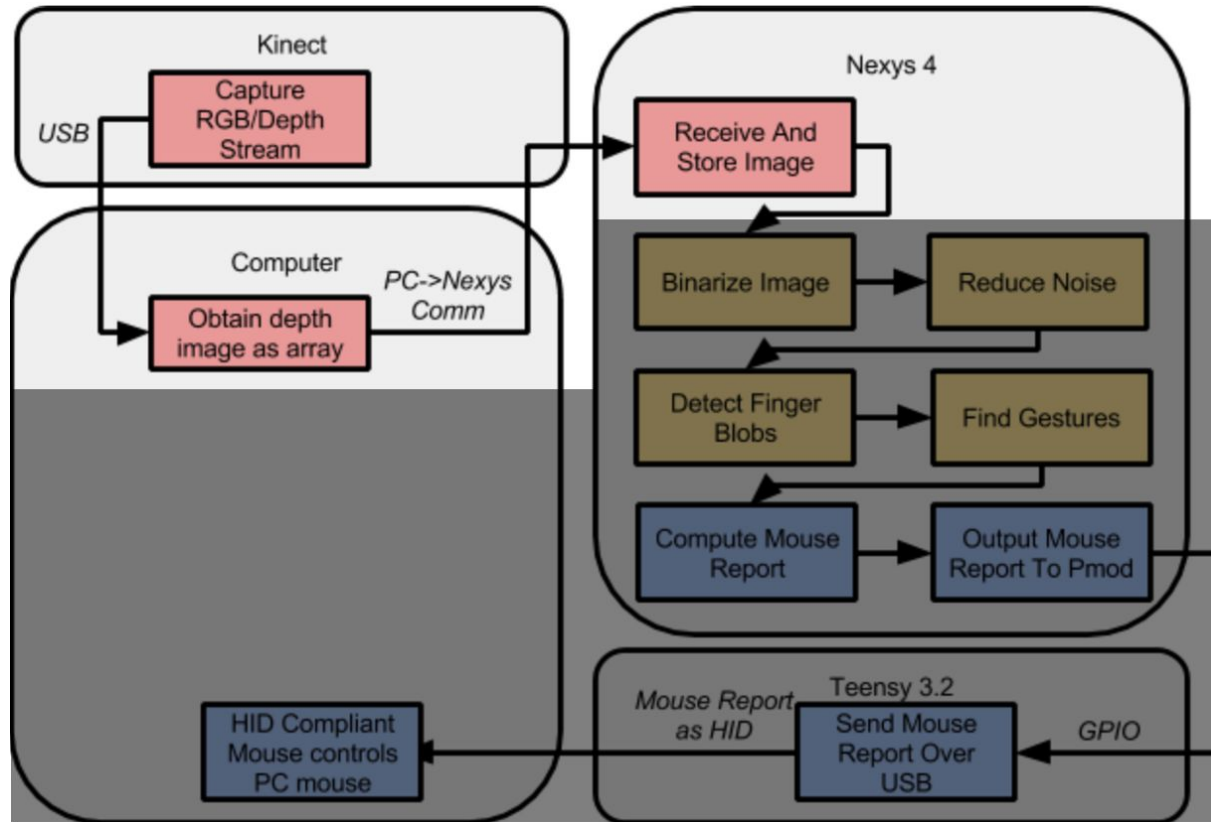 Kinect
Capture
RGB/Depth
Stream
USB
Computer
PC->Nexys
Comm
Obtain depth
image as array
Nexys 4
Receive And
Store Image
Binarize Image
Reduce Noise
Detect Finger
Blobs
Find Gestures
Compute Mouse
Report
Output Mouse
Report To Pmod
Teensy 3.2
GPIO
Send Mouse
Report Over
USB
Mouse Report
as HID
HID Compliant
Mouse controls
PC mouse